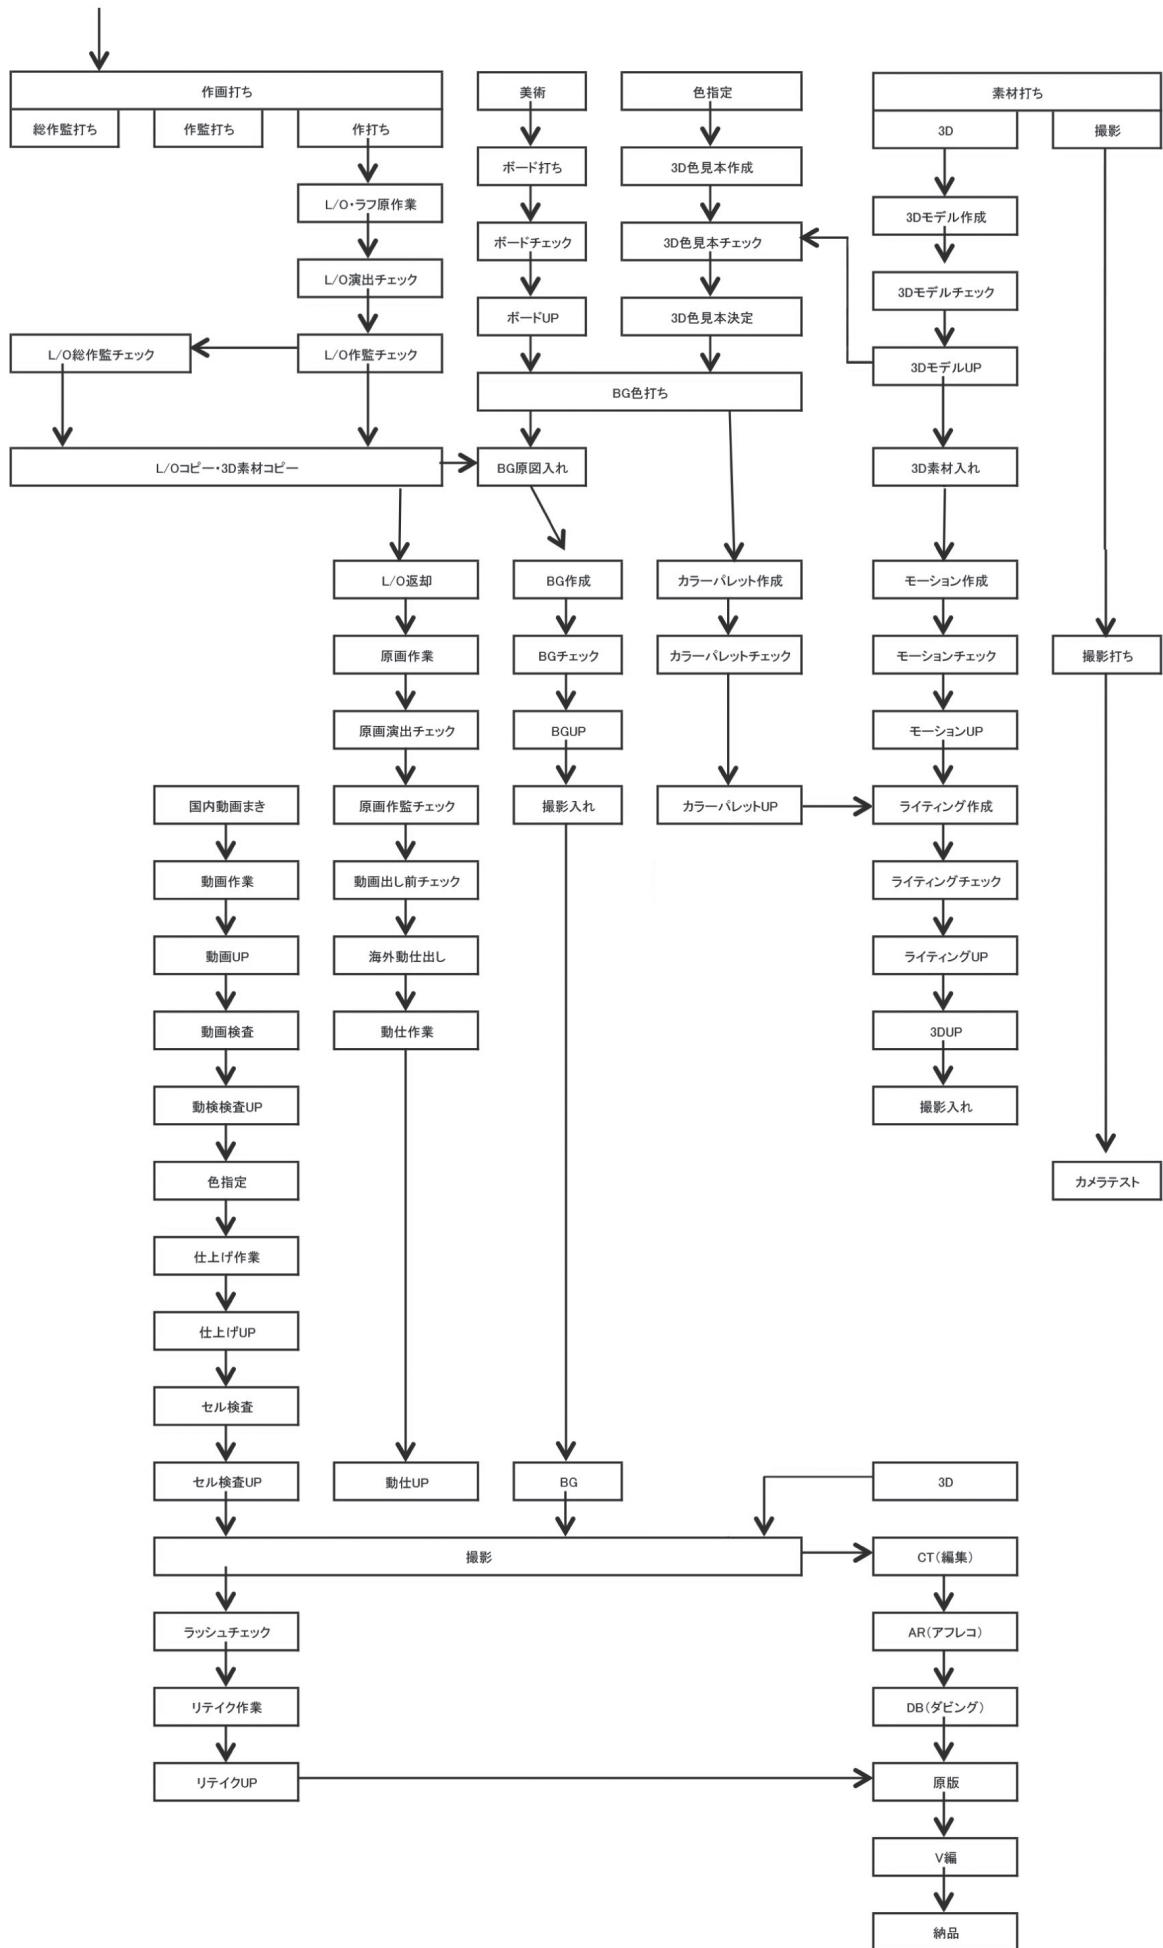 作画打ち
美術
色指定
素材打ち
総作監打ち
作監打ち
作打ち
3D
撮影
ボード打ち
3D色見本作成
L/O・ラフ原作業
3Dモデル作成
ボードチェック
3D色見本チェック
L/O演出チェック
3Dモデルチェック
ボードUP
3D色見本決定
L/O総作監チェック
L/O作監チェック
3DモデルUP
BG色打ち
L/Oコピー・3D素材コピー
BG原図入れ
3D素材入れ
L/O返却
BG作成
カラーパレット作成
モーション作成
原画作業
BGチェック
カラーパレットチェック
モーションチェック
撮影打ち
原画演出チェック
BGUP
モーションUP
国内動画まき
原画作監チェック
撮影入れ
カラーパレットUP
ライティング作成
動画作業
動画出し前チェック
ライティングチェック
動画UP
海外動仕出し
ライティングUP
動画検査
動仕作業
3DUP
動検検査UP
撮影入れ
色指定
カメラテスト
仕上げ作業
仕上げUP
セル検査
セル検査UP
動仕UP
BG
3D
撮影
CT(編集)
ラッシュチェック
AR(アフレコ)
リテイク作業
DB(ダビング)
リテイクUP
原版
V編
納品